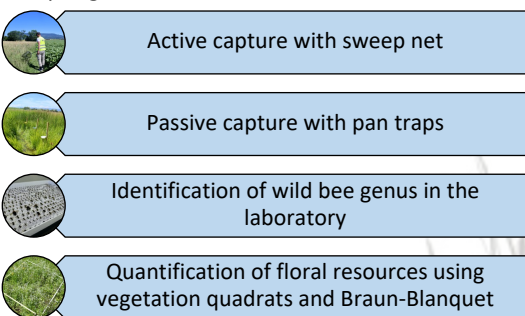 Active capture with sweep net
Passive capture with pan traps
Identification of wild bee genus in the
laboratory
Quantification of floral resources using
vegetation quadrats and Braun-Blanquet